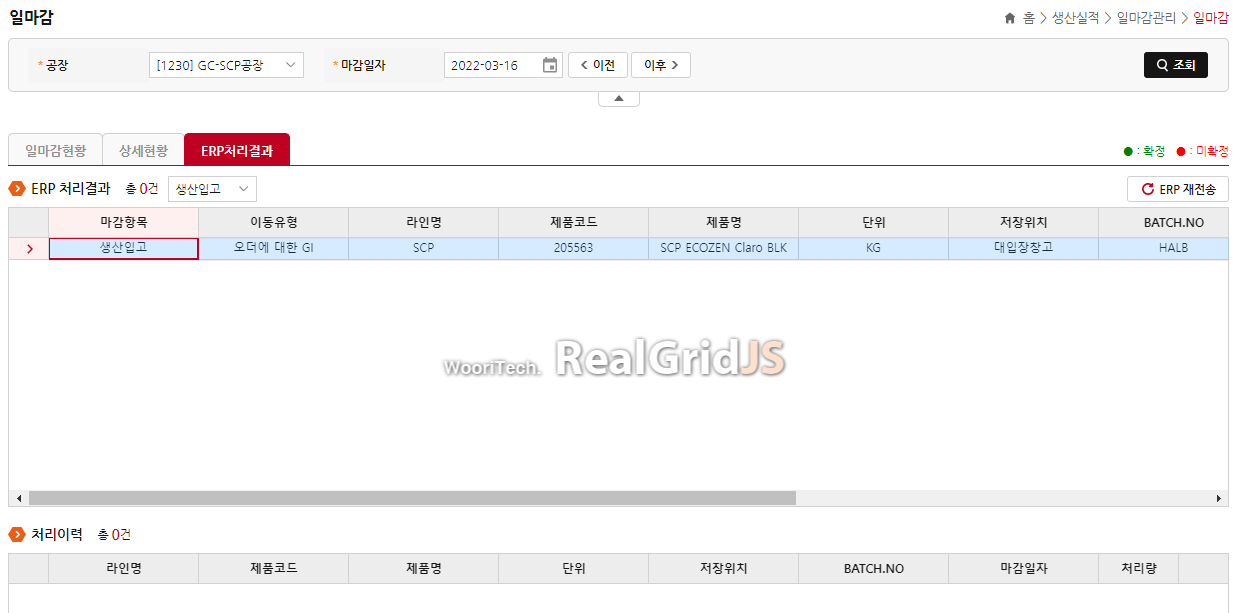 일마감
홈 > 생산실적 > 일마감관리 > 일마감
* 공장 [1230] GC-SCP공장 * 마감일자 2022-03-16 < 이전 이후 > 조회
일마감현황 상세현황 ERP처리결과 ● : 확정 ● : 미확정
ERP 처리결과 총 0건 생산입고 ERP 재전송
마감항목 이동유형 라인명 제품코드 제품명 단위 저장위치 BATCH.NO
생산입고 오더에 대한 GI SCP 205563 SCP ECOZEN Claro BLK KG 대입장창고 HALB
WooriTech. RealGridJS
처리이력 총 0건
라인명 제품코드 제품명 단위 저장위치 BATCH.NO 마감일자 처리량